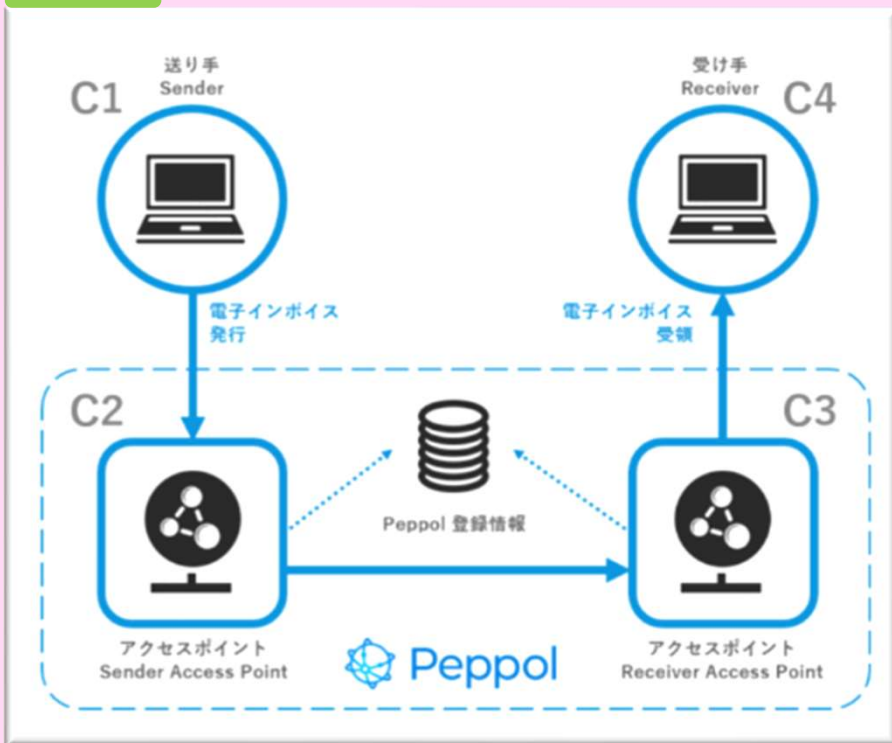 送り手
Sender
C1
受け手
Receiver
C4
電子インボイス
発行
電子インボイス
受領
C2
C3
Peppol 登録情報
アクセスポイント
Sender Access Point
Peppol
アクセスポイント
Receiver Access Point